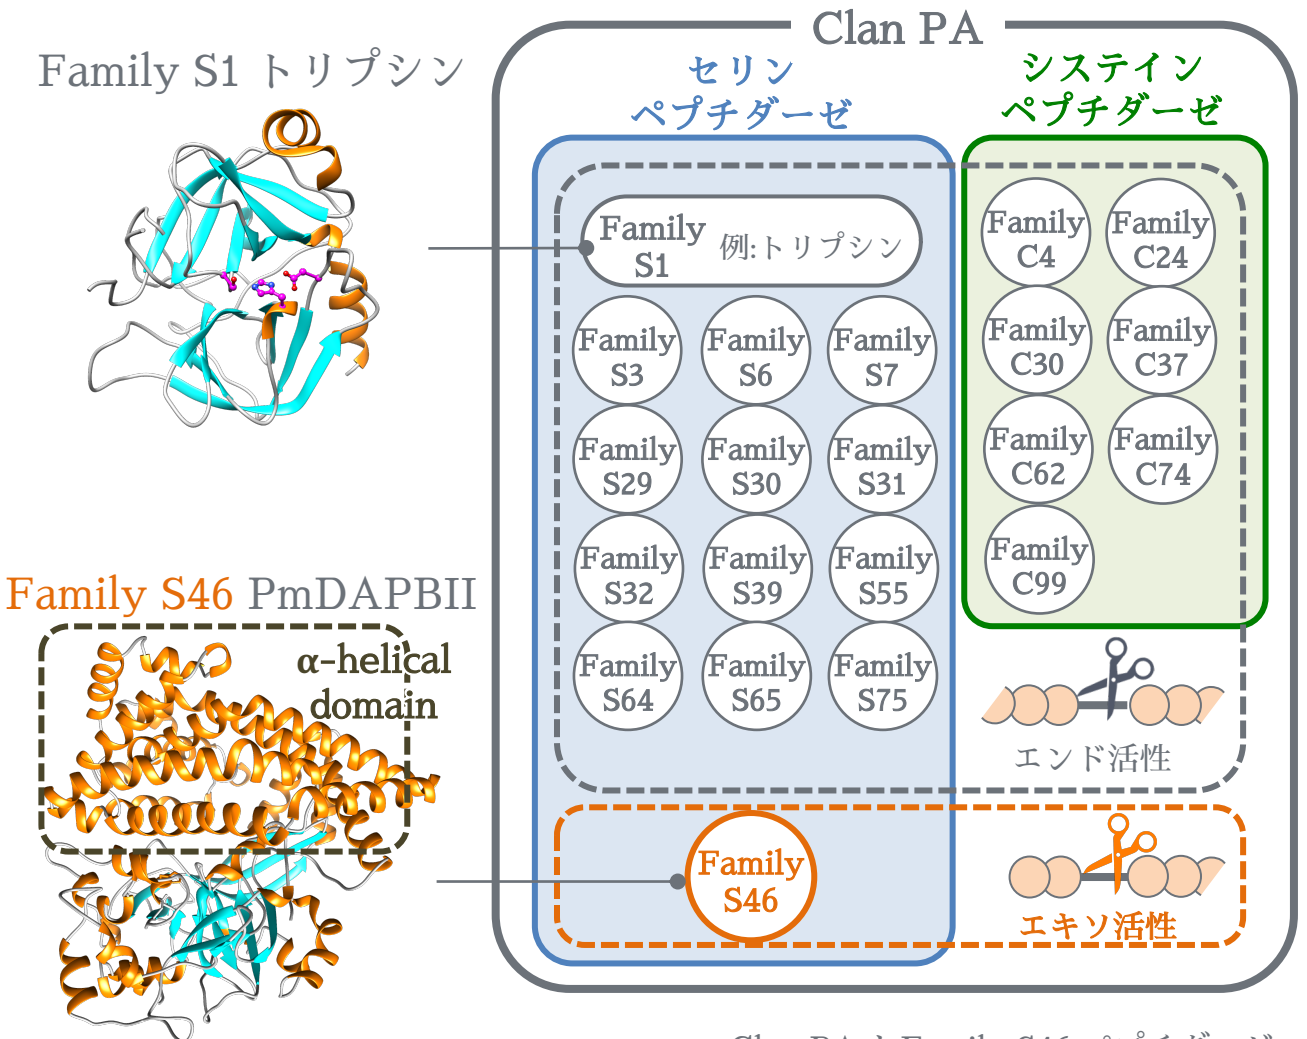 Clan PA
Family S1 トリプシン
セリン
ペプチダーゼ
システイン
ペプチダーゼ
Family
S1
例:トリプシン
Family
C4
Family
C24
Family
S3
Family
S6
Family
S7
Family
C30
Family
C37
Family
S29
Family
S30
Family
S31
Family
C62
Family
C74
Family
S32
Family
S39
Family
S55
Family
C99
Family
S64
Family
S65
Family
S75
エンド活性
Family S46 PmDAPBII
α-helical
domain
Family
S46
エキソ活性